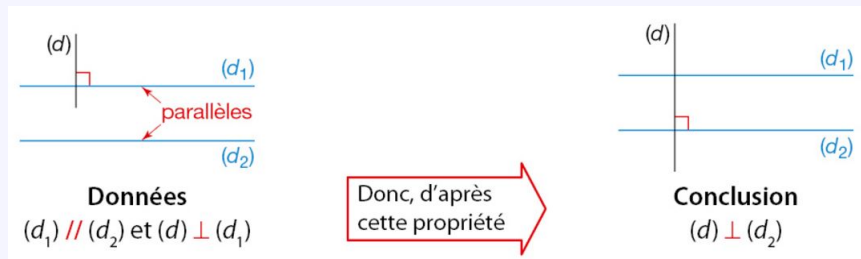 (d)
(d₁)
parallèles
(d₂)
Données
(d₁) // (d₂) et (d) ⊥ (d₁)
Donc, d'après
cette propriété
(d)
(d₁)
(d₂)
Conclusion
(d) ⊥ (d₂)